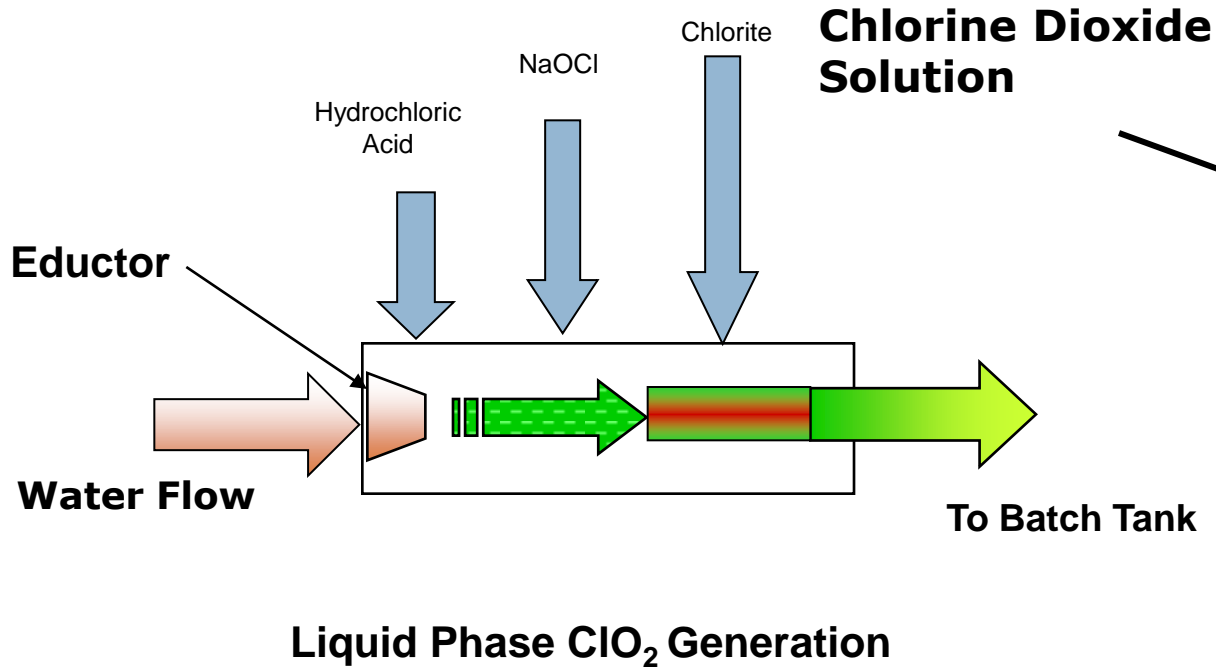 Chlorine Dioxide
Solution
Chlorite
NaOCl
Hydrochloric
Acid
Eductor
Water Flow
To Batch Tank
Liquid Phase ClO₂ Generation